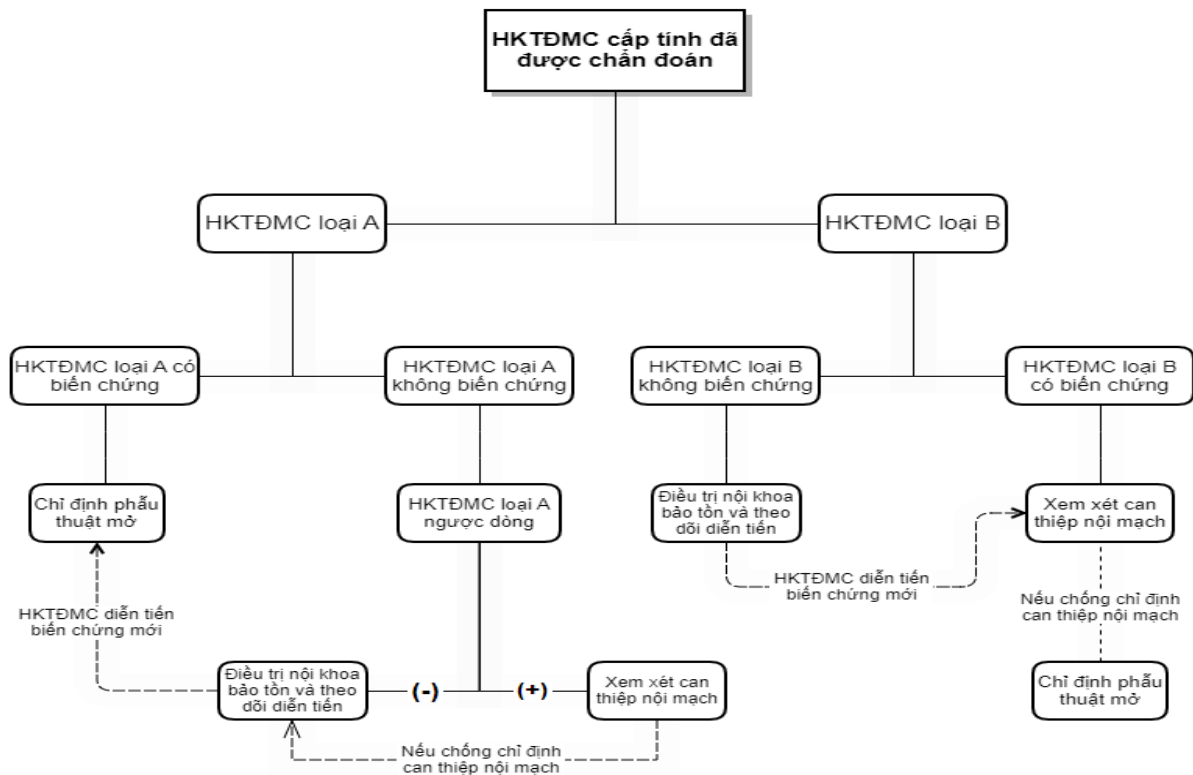 HKTĐMC cấp tính đã
được chẩn đoán
HKTĐMC loại A
HKTĐMC loại B
HKTĐMC loại A có
biến chứng
HKTĐMC loại A
không biến chứng
HKTĐMC loại B
không biến chứng
HKTĐMC loại B
có biến chứng
Chỉ định phẫu
thuật mở
HKTĐMC loại A
ngược dòng
Điều trị nội khoa
bảo tồn và theo
dõi diễn tiến
Xem xét can
thiệp nội mạch
HKTĐMC diễn tiến
biến chứng mới
HKTĐMC diễn tiến
biến chứng mới
Nếu chống chỉ định
can thiệp nội mạch
Điều trị nội khoa
bảo tồn và theo
dõi diễn tiến
(-)
(+)
Xem xét can
thiệp nội mạch
Chỉ định phẫu
thuật mở
Nếu chống chỉ định
can thiệp nội mạch